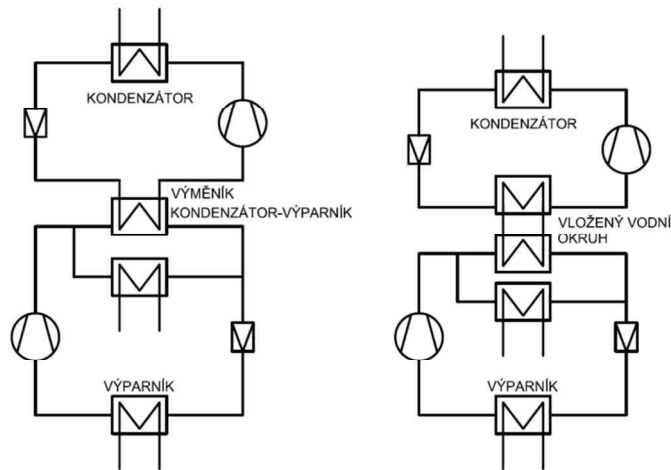 KONDENZÁTOR
VÝMĚNÍK
KONDENZÁTOR-VÝPARNÍK
VÝPARNÍK
KONDENZÁTOR
VLOŽENÝ VODNÍ
OKRUH
VÝPARNÍK